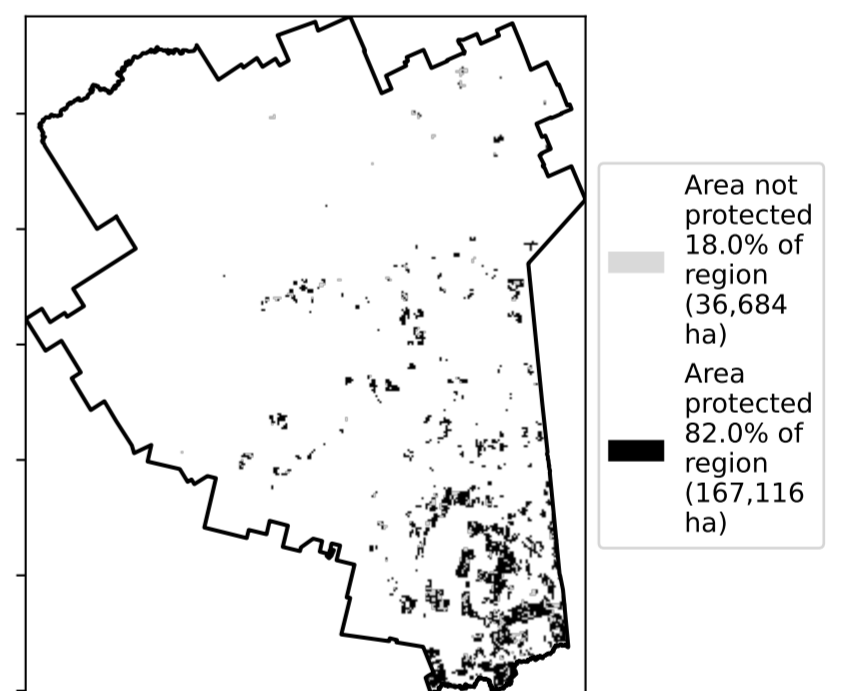 Area not
protected
18.0% of
region
(36,684
ha)
Area
protected
82.0% of
region
(167,116
ha)